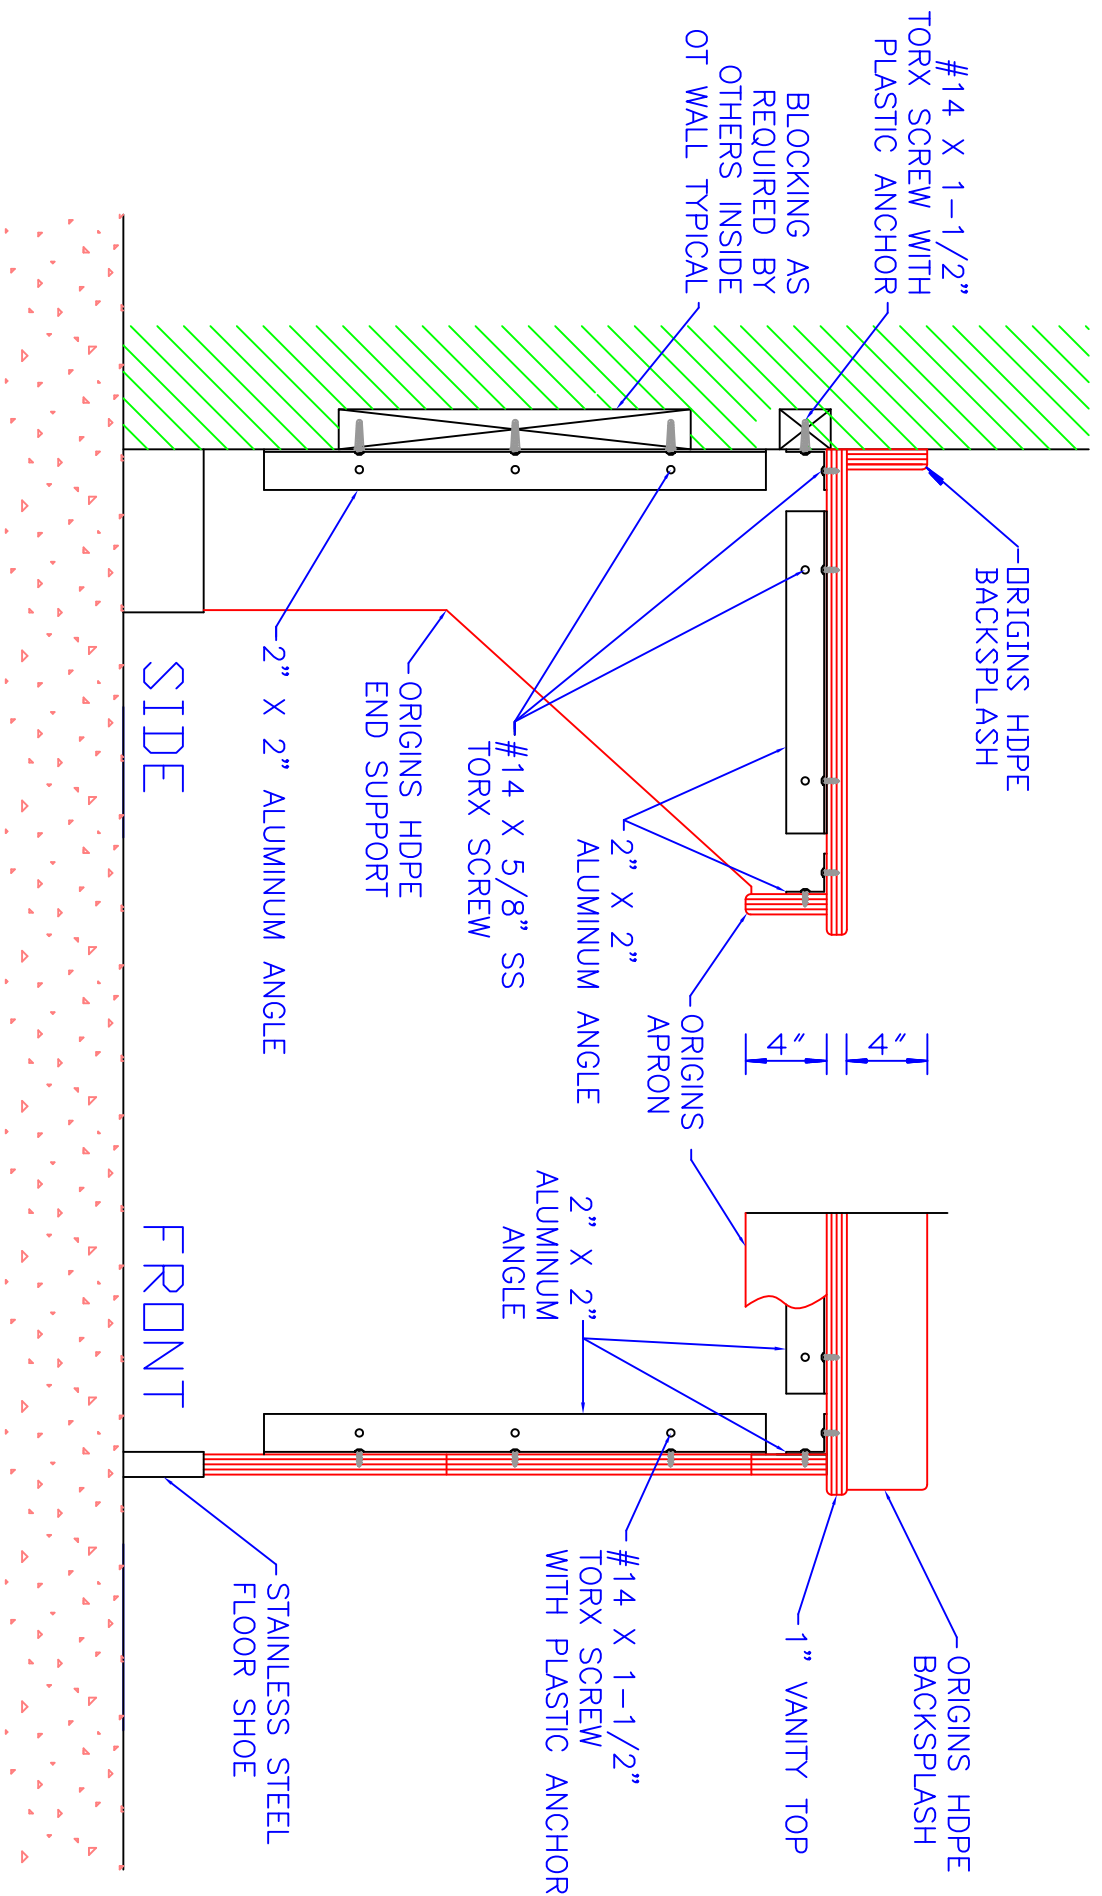 #14 X 1-1/2"
TORX SCREW WITH
PLASTIC ANCHOR
BLOCKING AS
REQUIRED BY
OTHERS INSIDE
OT WALL TYPICAL
ORIGINS HDPE
BACKSPLASH
2" X 2"
ALUMINUM ANGLE
#14 X 5/8" SS
TORX SCREW
ORIGINS HDPE
END SUPPORT
2" X 2" ALUMINUM ANGLE
SIDE
4"
4"
ORIGINS
APRON
2" X 2"
ALUMINUM
ANGLE
FRONT
ORIGINS HDPE
BACKSPLASH
1" VANITY TOP
#14 X 1-1/2"
TORX SCREW
WITH PLASTIC ANCHOR
STAINLESS STEEL
FLOOR SHOE